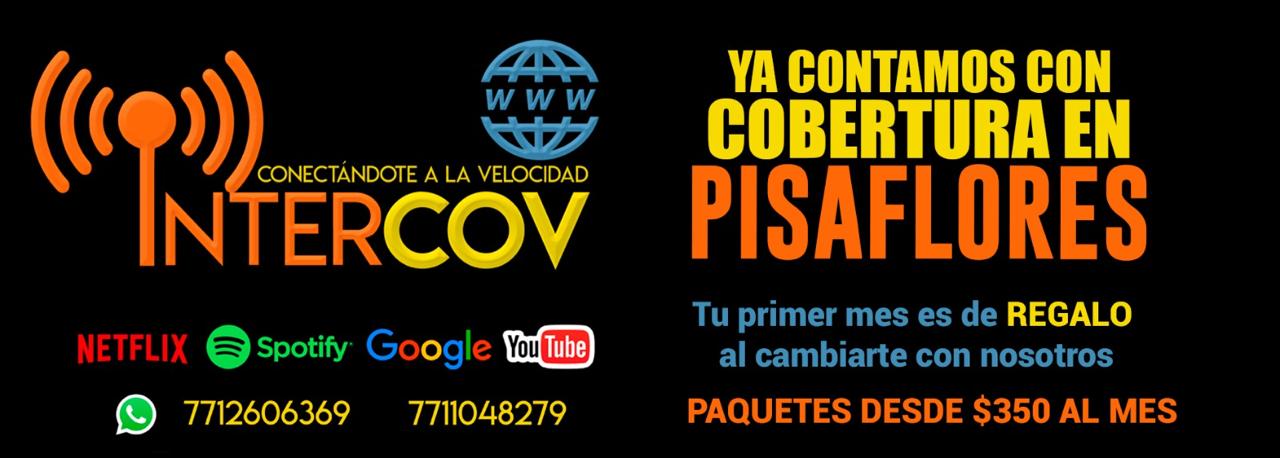 WWW
CONECTÁNDOTE A LA VELOCIDAD
INTERCOV
NETFLIX Spotify Google YouTube
7712606369 7711048279
YA CONTAMOS CON
COBERTURA EN
PISAFLORES
Tu primer mes es de REGALO
al cambiarte con nosotros
PAQUETES DESDE $350 AL MES